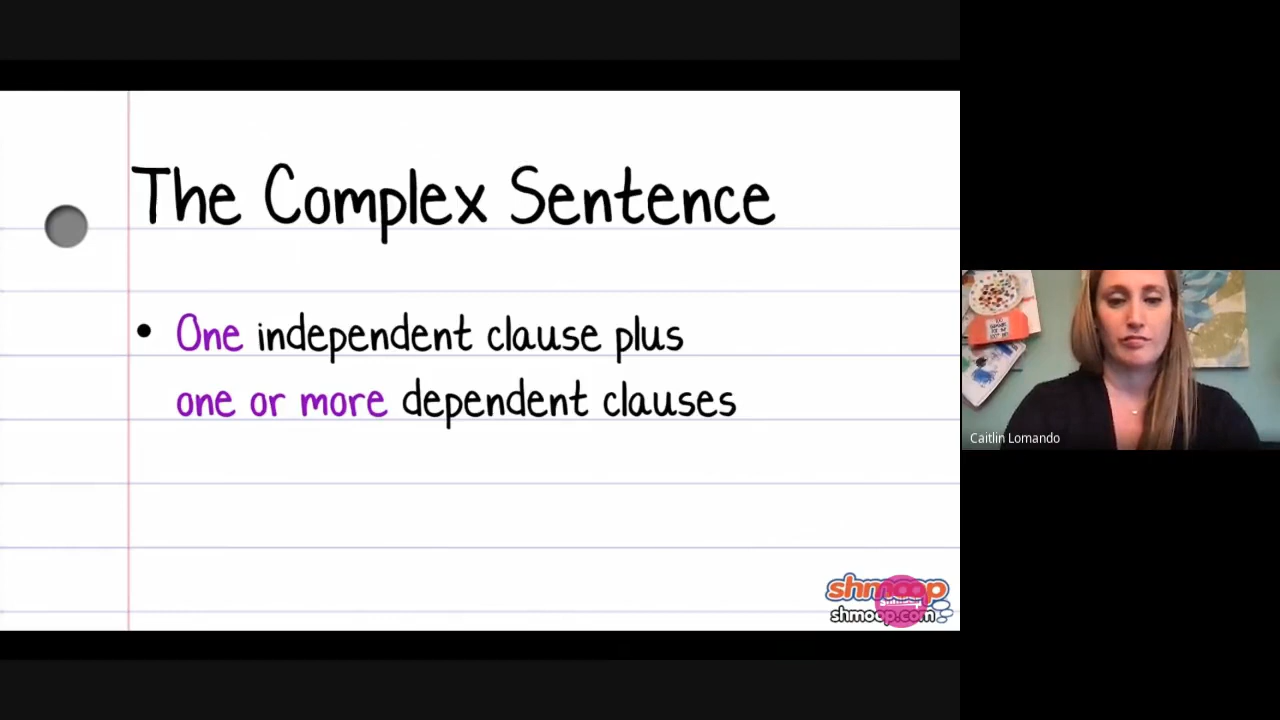 The Complex Sentence
• One independent clause plus
one or more dependent clauses
shmoop
shmoop.com
Caitlin Lomando